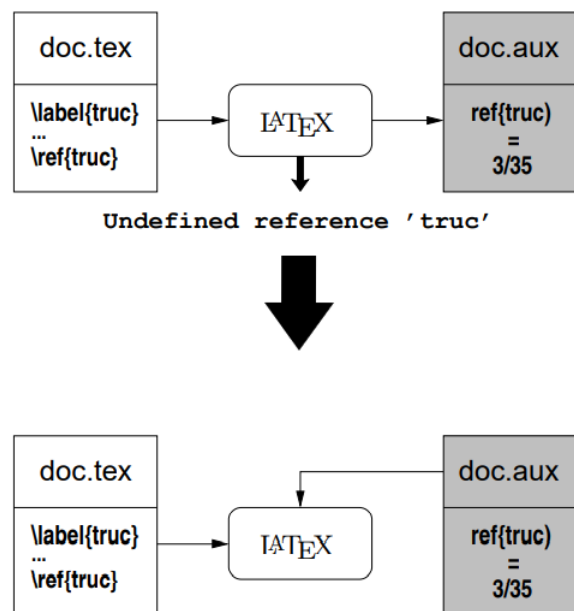 doc.tex
\label{truc}
...
\ref{truc}
LATEX
doc.aux
ref{truc)
=
3/35
Undefined reference ’truc’
doc.tex
\label{truc}
...
\ref{truc}
LATEX
doc.aux
ref{truc)
=
3/35